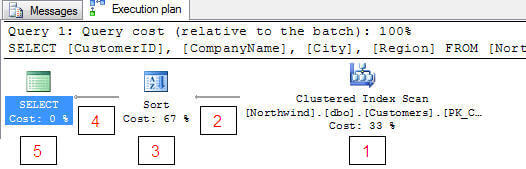 Messages Execution plan
Query 1: Query cost (relative to the batch): 100%
SELECT [CustomerID], [CompanyName], [City], [Region] FROM [Nort
SELECT
Cost: 0 %
Sort
Cost: 67 %
Clustered Index Scan
[Northwind].[dbo].[Customers].[PK_C…
Cost: 33 %
5 4 3 2 1